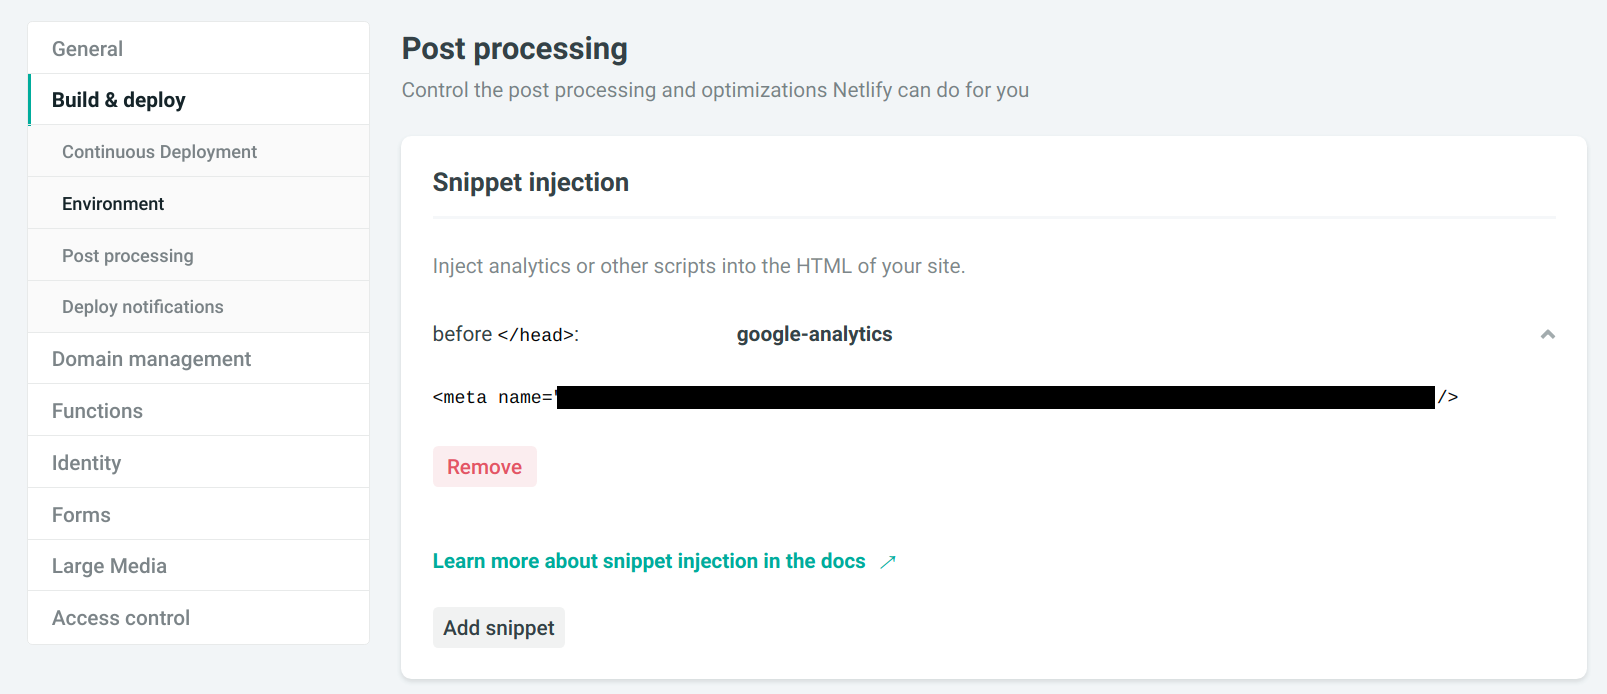 General
Build & deploy
Continuous Deployment
Environment
Post processing
Deploy notifications
Domain management
Functions
Identity
Forms
Large Media
Access control
Post processing
Control the post processing and optimizations Netlify can do for you
Snippet injection
Inject analytics or other scripts into the HTML of your site.
before </head>: google-analytics
<meta name=' />
Remove
Learn more about snippet injection in the docs
Add snippet